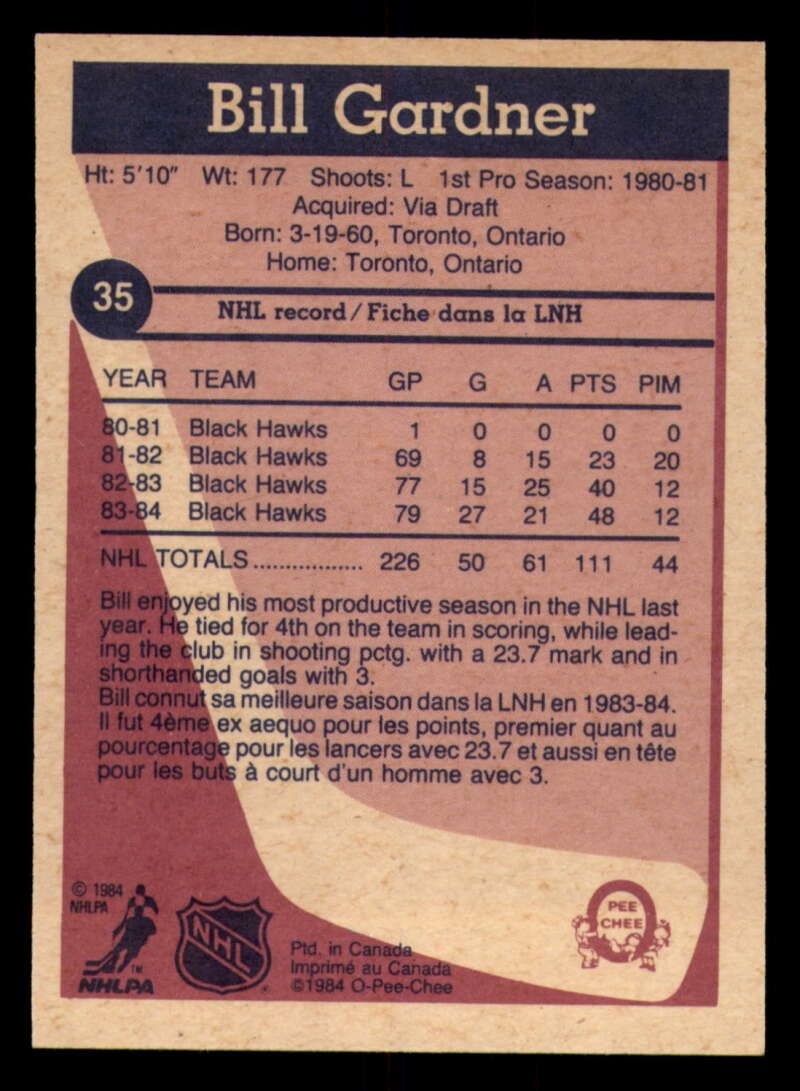 Bill Gardner
Ht: 5'10" Wt: 177 Shoots: L 1st Pro Season: 1980-81
Acquired: Via Draft
Born: 3-19-60, Toronto, Ontario
Home: Toronto, Ontario
35
NHL record/Fiche dans la LNH
YEAR TEAM GP G A PTS PIM
80-81 Black Hawks 1 0 0 0 0
81-82 Black Hawks 69 8 15 23 20
82-83 Black Hawks 77 15 25 40 12
83-84 Black Hawks 79 27 21 48 12
NHL TOTALS................ 226 50 61 111 44
Bill enjoyed his most productive season in the NHL last
year. He tied for 4th on the team in scoring, while lead-
ing the club in shooting pctg. with a 23.7 mark and in
shorthanded goals with 3.
Bill connut sa meilleure saison dans la LNH en 1983-84.
Il fut 4ème ex aequo pour les points, premier quant au
pourcentage pour les lancers avec 23.7 et aussi en tête
pour les buts à court d'un homme avec 3.
© 1984
NHLPA
TM
NHLPA
NHL
Ptd. in Canada
Imprimé au Canada
©1984 O-Pee-Chee
PEE
CHEE